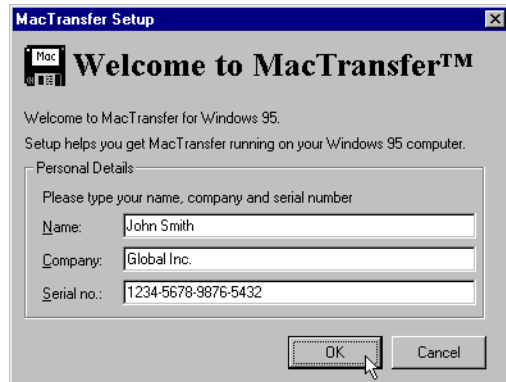 MacTransfer Setup
Mac
Welcome to MacTransfer™
Welcome to MacTransfer for Windows 95.
Setup helps you get MacTransfer running on your Windows 95 computer.
Personal Details
Please type your name, company and serial number
Name: John Smith
Company: Global Inc.
Serial no.: 1234-5678-9876-5432
OK Cancel